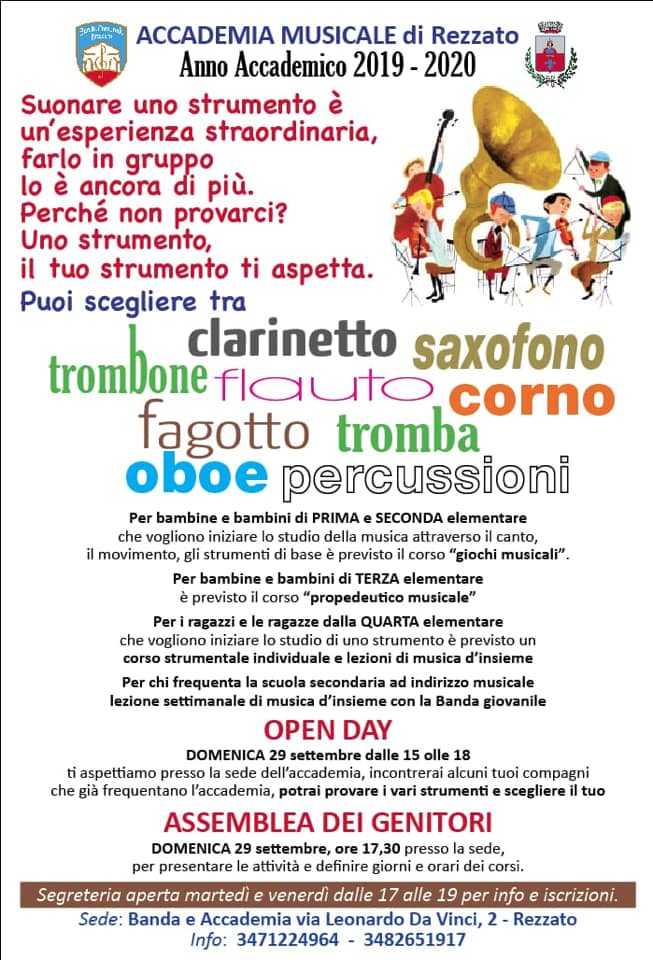 ACCADEMIA MUSICALE di Rezzato
Anno Accademico 2019 - 2020
Suonare uno strumento è
un'esperienza straordinaria,
farlo in gruppo
lo è ancora di più.
Perché non provarci?
Uno strumento,
il tuo strumento ti aspetta.
Puoi scegliere tra
clarinetto saxofono
trombone flauto corno
fagotto tromba
oboe percussioni
Per bambine e bambini di PRIMA e SECONDA elementare
che vogliono iniziare lo studio della musica attraverso il canto,
il movimento, gli strumenti di base è previsto il corso “giochi musicali”.
Per bambine e bambini di TERZA elementare
è previsto il corso “propedeutico musicale”
Per i ragazzi e le ragazze dalla QUARTA elementare
che vogliono iniziare lo studio di uno strumento è previsto un
corso strumentale individuale e lezioni di musica d'insieme
Per chi frequenta la scuola secondaria ad indirizzo musicale
lezione settimanale di musica d'insieme con la Banda giovanile
OPEN DAY
DOMENICA 29 settembre dalle 15 olle 18
ti aspettiamo presso la sede dell'accademia, incontrerai alcuni tuoi compagni
che già frequentano l'accademia, potrai provare i vari strumenti e scegliere il tuo
ASSEMBLEA DEI GENITORI
DOMENICA 29 settembre, ore 17,30 presso la sede,
per presentare le attività e definire giorni e orari dei corsi.
Segreteria aperta martedì e venerdì dalle 17 alle 19 per info e iscrizioni.
Sede: Banda e Accademia via Leonardo Da Vinci, 2 - Rezzato
Info: 3471224964 - 3482651917